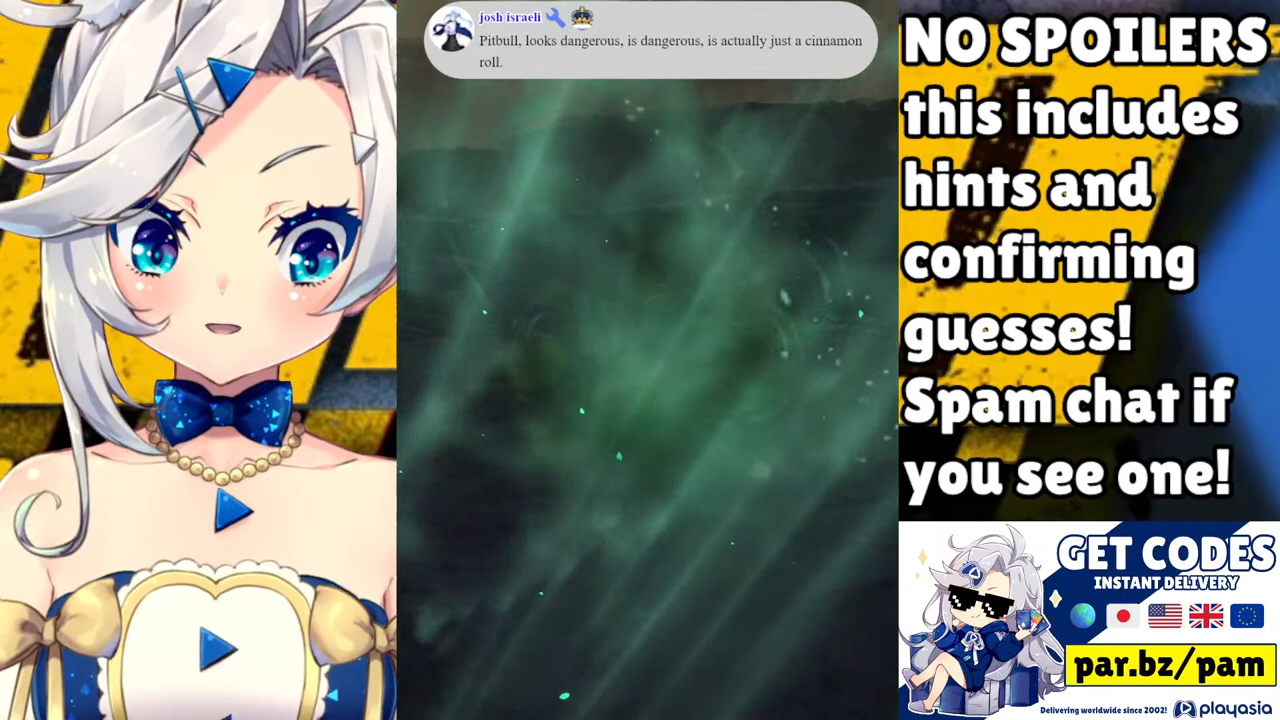 josh israeli
Pitbull, looks dangerous, is dangerous, is actually just a cinnamon
roll.
NO SPOILERS
this includes
hints and
confirming
guesses!
Spam chat if
you see one!
GET CODES
INSTANT DELIVERY
par.bz/pam
Delivering worldwide since 2002!
playasia